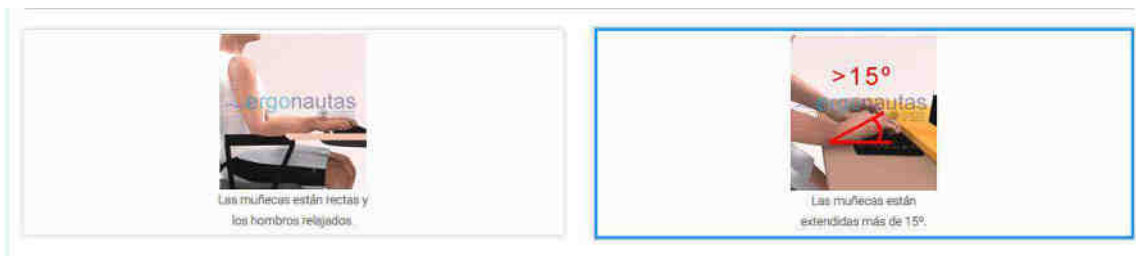 ergonautas
Las muñecas están rectas y
los hombros relajados
>15º
ergonautas
Las muñecas están
extendidas más de 15º.